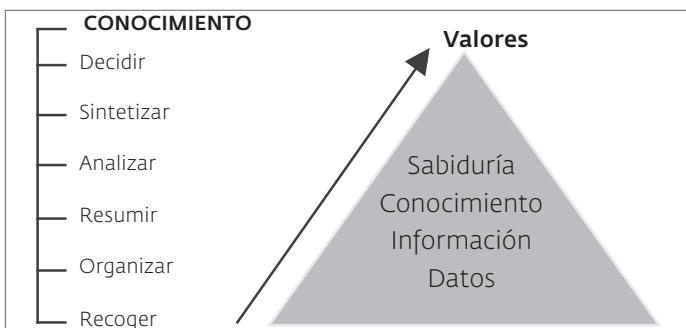 CONOCIMIENTO
Decidir
Sintetizar
Analizar
Resumir
Organizar
Recoger
Valores
Sabiduría
Conocimiento
Información
Datos